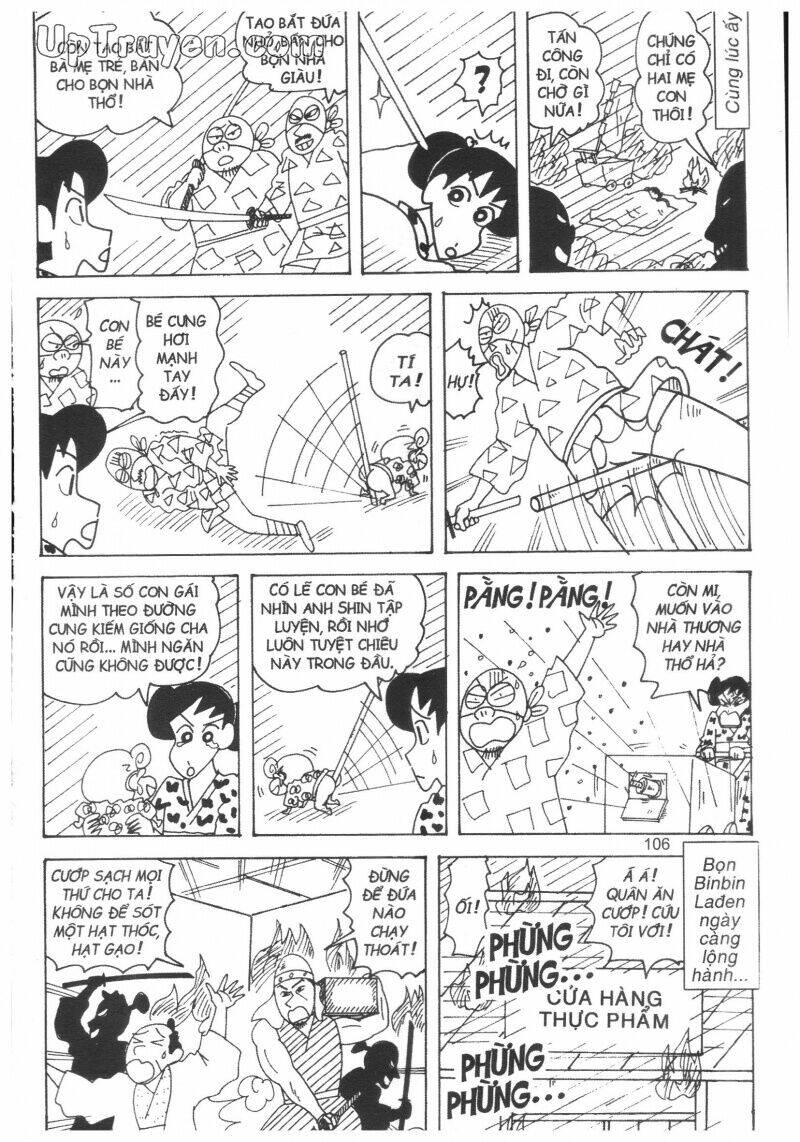 UpTruyen.com
Cùng lúc ấy
CHÚNG
CHỈ CÓ
HAI MẸ
CON
THÔI!
TẤN
CÔNG
ĐI, CÒN
CHỜ GÌ
NỮA!
?
TAO BẮT ĐỨA
NHỎ, BÁN CHO
BỌN NHÀ
GIÀU!
CÒN TAO BẮT
BÀ MẸ TRẺ, BÁN
CHO BỌN NHÀ
THỔ!
CHÁT!
HỰ!
TÍ
TA!
BÉ CƯNG
HƠI
MẠNH
TAY
ĐẤY!
CON
BÉ
NÀY
...
CÒN MI,
MUỐN VÀO
NHÀ THƯƠNG
HAY NHÀ
THỔ HẢ?
PẰNG! PẰNG!
CÓ LẼ CON BÉ ĐÃ
NHÌN ANH SHIN TẬP
LUYỆN, RỒI NHỚ
LUÔN TUYỆT CHIÊU
NÀY TRONG ĐẦU.
VẬY LÀ SỐ CON GÁI
MÌNH THEO ĐƯỜNG
CUNG KIẾM GIỐNG CHA
NÓ RỒI... MÌNH NGĂN
CŨNG KHÔNG ĐƯỢC!
106
Bọn
Binbin
Laden
ngày
càng
lộng
hành...
Á Á!
QUÂN ĂN
CƯỚP! CỨU
TÔI VỚI!
ỐI!
PHỪNG
PHỪNG...
CỬA HÀNG
THỰC PHẨM
PHỪNG
PHỪNG...
ĐỪNG
ĐỂ ĐỨA
NÀO
CHẠY
THOÁT!
CƯỚP SẠCH MỌI
THỨ CHO TA!
KHÔNG ĐỂ SÓT
MỘT HẠT THÓC,
HẠT GẠO!